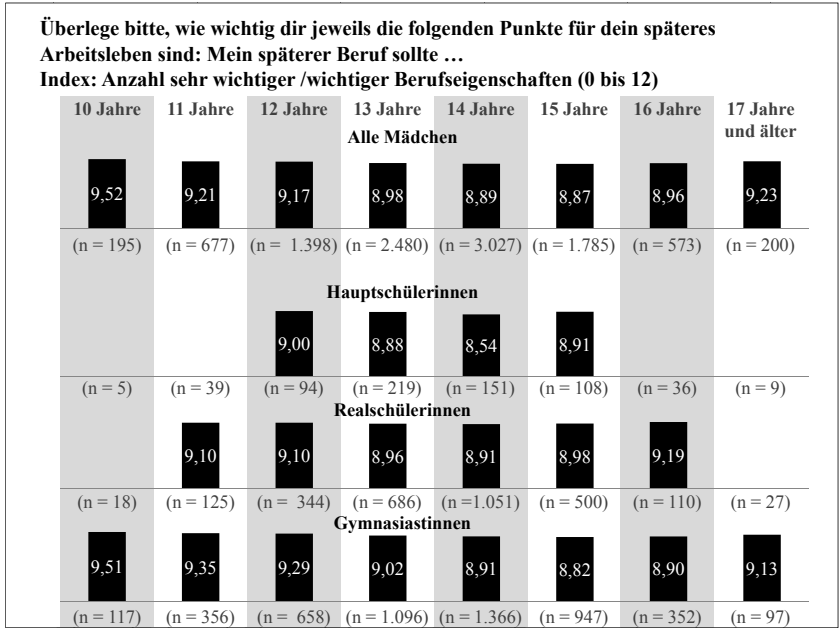 Überlege bitte, wie wichtig dir jeweils die folgenden Punkte für dein späteres
Arbeitsleben sind: Mein späterer Beruf sollte …
Index: Anzahl sehr wichtiger /wichtiger Berufseigenschaften (0 bis 12)
10 Jahre 11 Jahre 12 Jahre 13 Jahre 14 Jahre 15 Jahre 16 Jahre 17 Jahre
und älter
Alle Mädchen
9,52 9,21 9,17 8,98 8,89 8,87 8,96 9,23
(n = 195) (n = 677) (n = 1.398) (n = 2.480) (n = 3.027) (n = 1.785) (n = 573) (n = 200)
Hauptschülerinnen
9,00 8,88 8,54 8,91
(n = 5) (n = 39) (n = 94) (n = 219) (n = 151) (n = 108) (n = 36) (n = 9)
Realschülerinnen
9,10 9,10 8,96 8,91 8,98 9,19
(n = 18) (n = 125) (n = 344) (n = 686) (n =1.051) (n = 500) (n = 110) (n = 27)
Gymnasiastinnen
9,51 9,35 9,29 9,02 8,91 8,82 8,90 9,13
(n = 117) (n = 356) (n = 658) (n = 1.096) (n = 1.366) (n = 947) (n = 352) (n = 97)